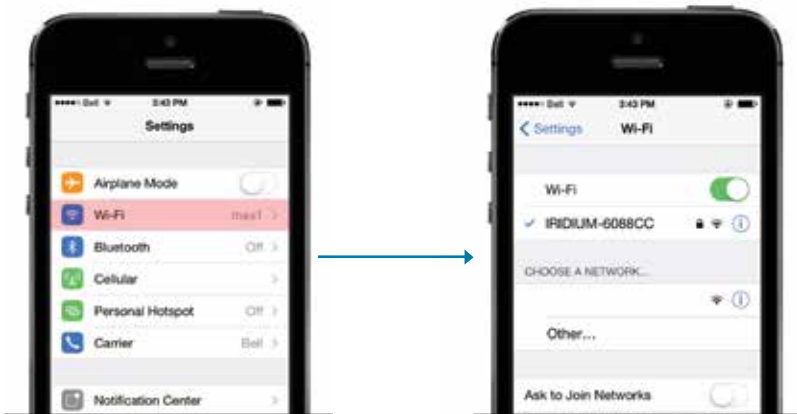 Bell 3:43 PM
Settings
Airplane Mode
Wi-Fi max1
Bluetooth Off
Cellular
Personal Hotspot Off
Carrier Bell
Notification Center
Bell 3:43 PM
Settings Wi-Fi
Wi-Fi
IRIDIUM-6088CC
CHOOSE A NETWORK...
Other...
Ask to Join Networks